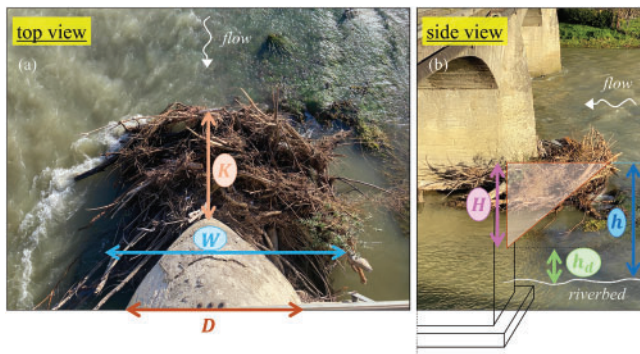 top view
(a)
flow
K
W
D
side view
(b)
flow
H
h
h_d
riverbed